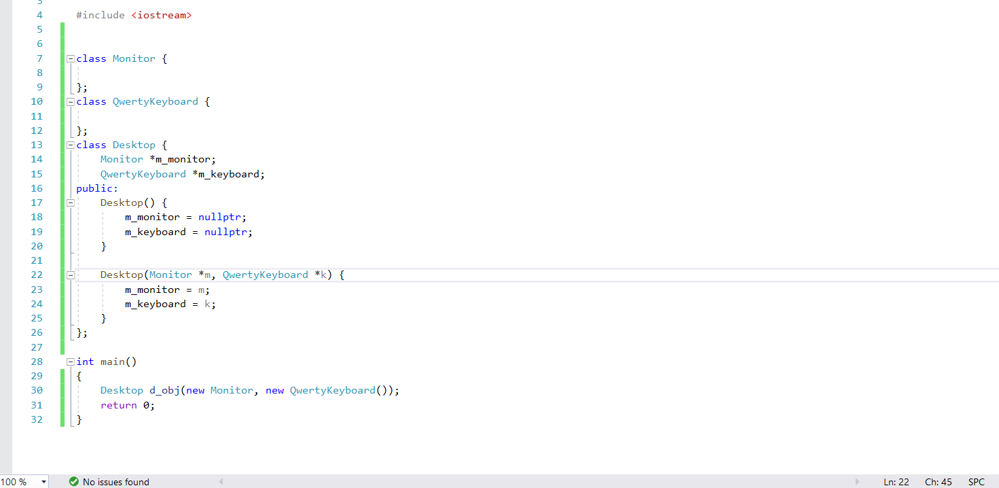 3
4 #include <iostream>
5
6
7 class Monitor {
8
9 };
10 class QwertyKeyboard {
11
12 };
13 class Desktop {
14     Monitor *m_monitor;
15     QwertyKeyboard *m_keyboard;
16 public:
17     Desktop() {
18         m_monitor = nullptr;
19         m_keyboard = nullptr;
20     }
21
22     Desktop(Monitor *m, QwertyKeyboard *k) {
23         m_monitor = m;
24         m_keyboard = k;
25     }
26 };
27
28 int main()
29 {
30     Desktop d_obj(new Monitor, new QwertyKeyboard());
31     return 0;
32 }
100 % No issues found Ln: 22 Ch: 45 SPC